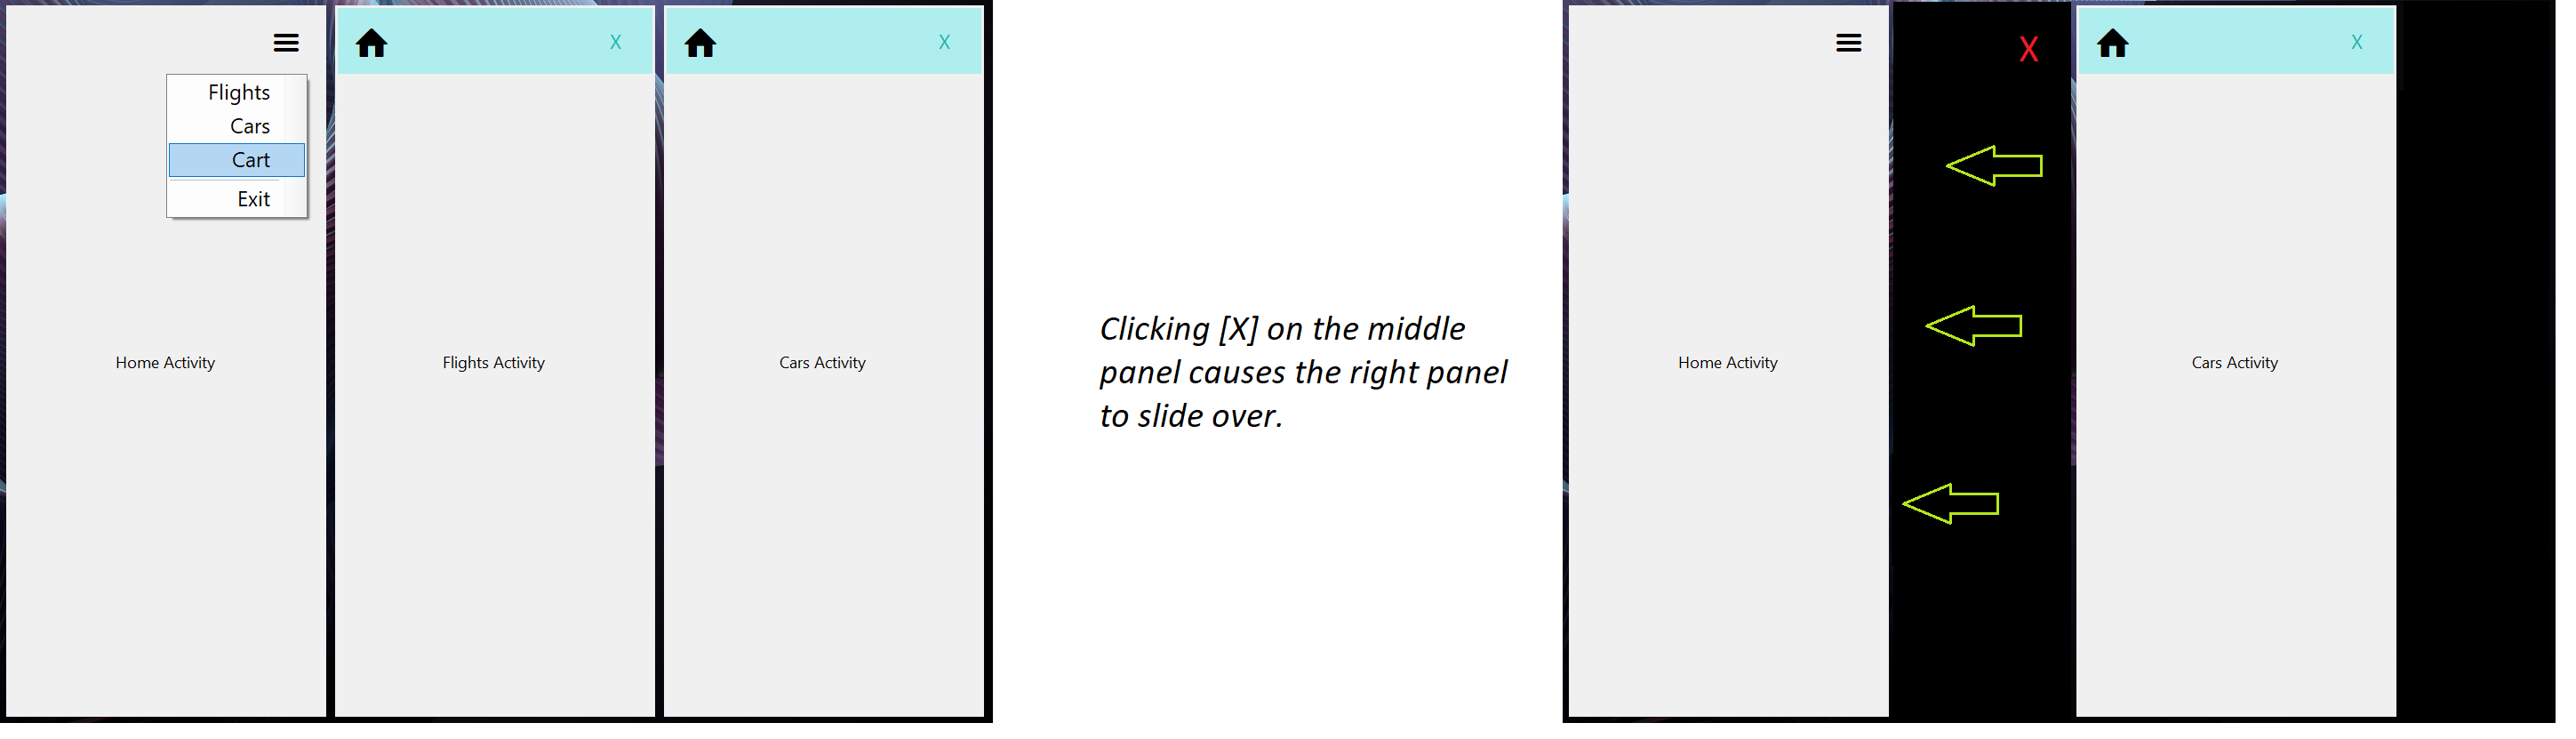 X
X
Flights
Cars
Cart
Exit
Home Activity
Flights Activity
Cars Activity
Clicking [X] on the middle
panel causes the right panel
to slide over.
X
X
Home Activity
Cars Activity